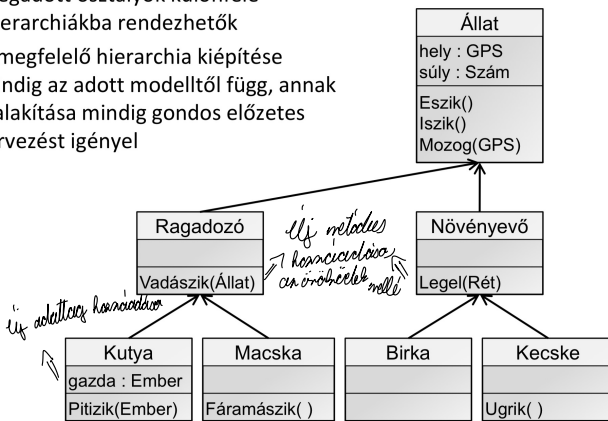 erarchiákba rendezhetők
megfelelő hierarchia kiépítése
ndig az adott modelltől függ, annak
alakítása mindig gondos előzetes
rvezést igényel
Állat
hely : GPS
súly : Szám
Eszik()
Iszik()
Mozog(GPS)
Ragadozó
Vadászik(Állat)
Növényevő
Legel(Rét)
új metódus
hozzáadása
az örököltek
mellé
új adattag hozzáadása
Kutya
gazda : Ember
Pitizik(Ember)
Macska
Fáramászik( )
Birka
Kecske
Ugrik( )